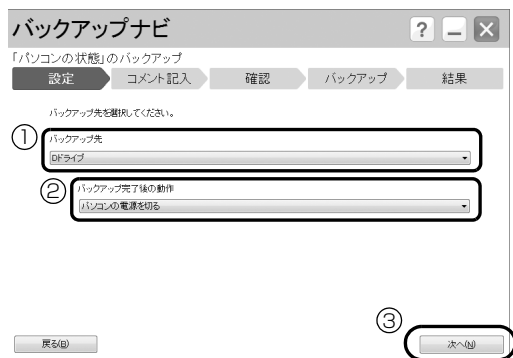 バックアップナビ
? － ×
「パソコンの状態」のバックアップ
設定 コメント記入 確認 バックアップ 結果
バックアップ先を選択してください。
① バックアップ先
Dドライブ
② バックアップ完了後の動作
パソコンの電源を切る
③
戻る(B) 次へ(N)